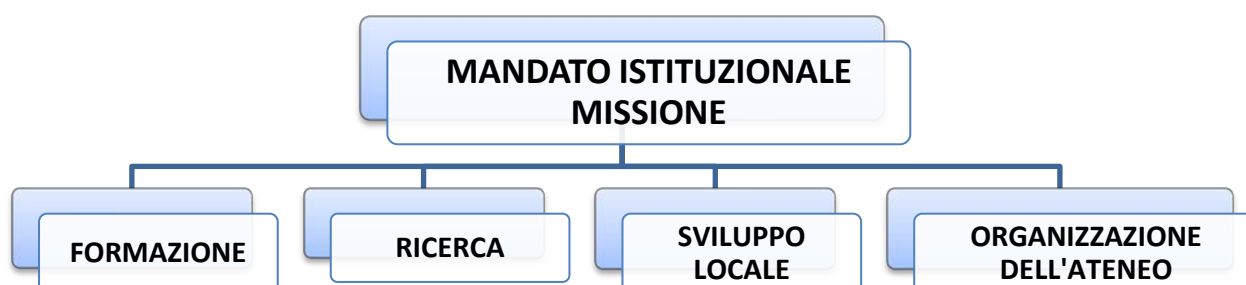 MANDATO ISTITUZIONALE
MISSIONE
FORMAZIONE
RICERCA
SVILUPPO
LOCALE
ORGANIZZAZIONE
DELL'ATENEO